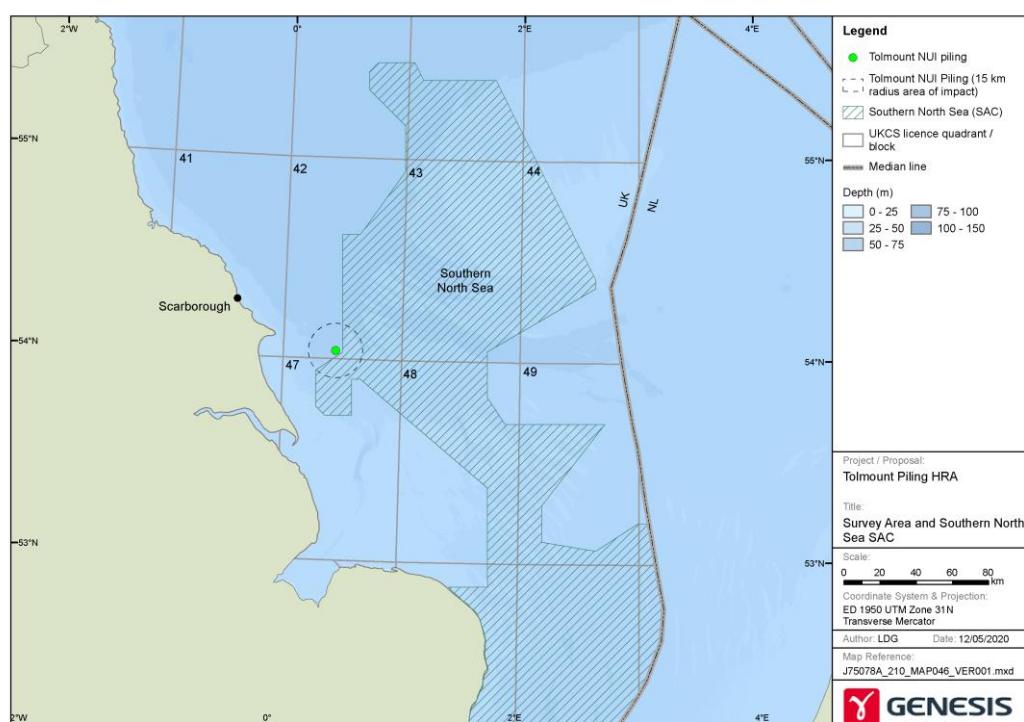 2°W
0°
2°E
4°E
55°N
55°N
41
42
43
44
UK
NL
Southern
North Sea
Scarborough
54°N
54°N
47
48
49
53°N
53°N
2°W
0°
2°E
4°E
Legend
Tolmount NUI piling
Tolmount NUI Piling (15 km
radius area of impact)
Southern North Sea (SAC)
UKCS licence quadrant /
block
Median line
Depth (m)
0 - 25
75 - 100
25 - 50
100 - 150
50 - 75
Project / Proposal:
Tolmount Piling HRA
Title:
Survey Area and Southern North
Sea SAC
Scale:
0 20 40 60 80
km
Coordinate System & Projection:
ED 1950 UTM Zone 31N
Transverse Mercator
Author: LDG Date: 12/05/2020
Map Reference:
J75078A_210_MAP046_VER001.mxd
GENESIS